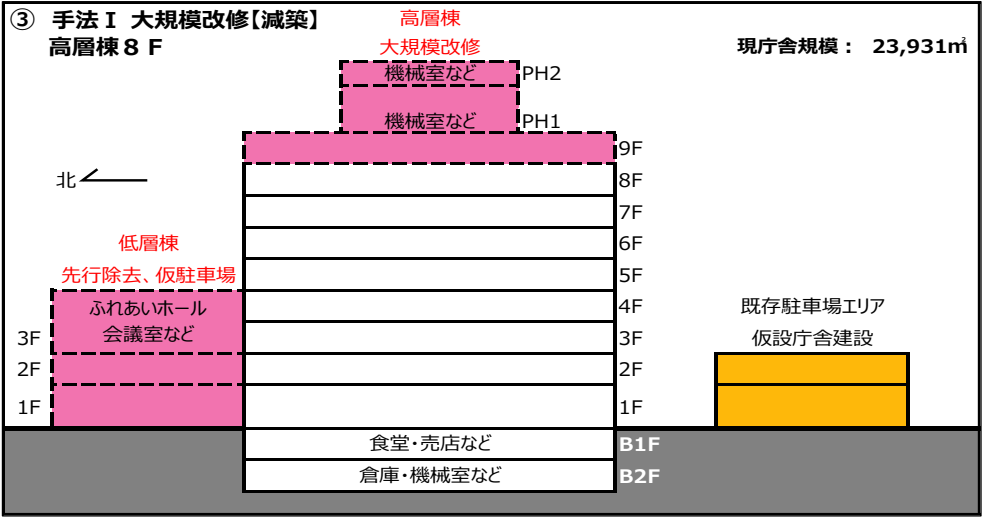 ③ 手法Ⅰ 大規模改修【減築】
高層棟８Ｆ
高層棟
大規模改修
現庁舎規模： 23,931㎡
機械室など
PH2
機械室など
PH1
9F
北
8F
7F
低層棟
6F
先行除去、仮駐車場
5F
ふれあいホール
会議室など
4F
既存駐車場エリア
3F
3F
仮設庁舎建設
2F
2F
1F
1F
食堂・売店など
B1F
倉庫・機械室など
B2F